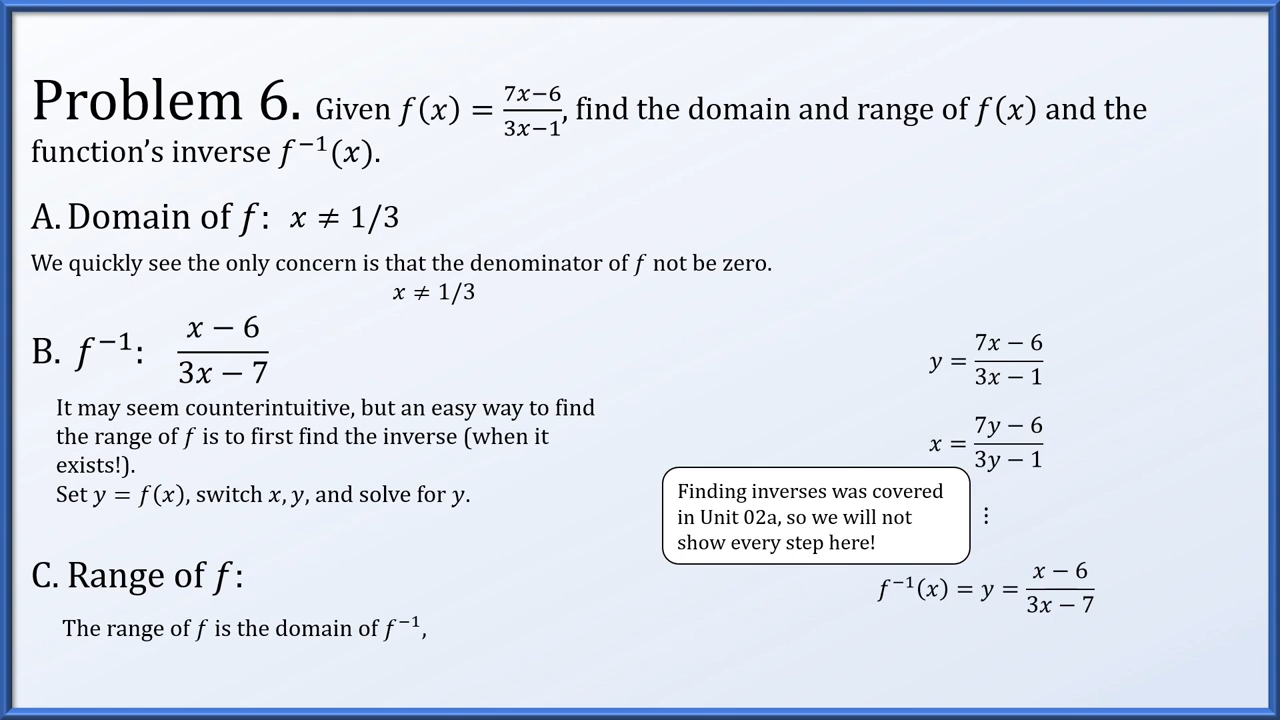 Problem 6. Given f(x) = (7x−6)/(3x−1), find the domain and range of f(x) and the
function’s inverse f⁻¹(x).
A. Domain of f: x ≠ 1/3
We quickly see the only concern is that the denominator of f not be zero.
x ≠ 1/3
B. f⁻¹: (x − 6)/(3x − 7)
It may seem counterintuitive, but an easy way to find
the range of f is to first find the inverse (when it
exists!).
Set y = f(x), switch x, y, and solve for y.
y = (7x − 6)/(3x − 1)
x = (7y − 6)/(3y − 1)
Finding inverses was covered
in Unit 02a, so we will not
show every step here!
⋮
f⁻¹(x) = y = (x − 6)/(3x − 7)
C. Range of f:
The range of f is the domain of f⁻¹,